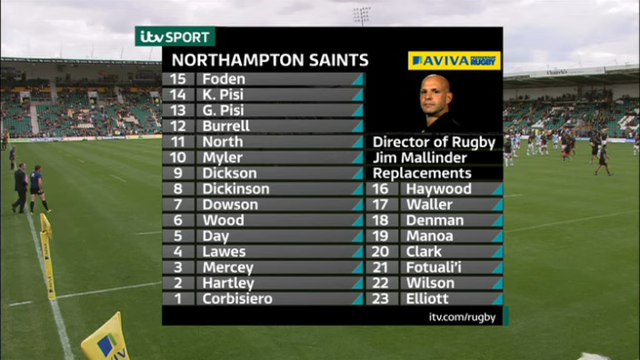 itv SPORT
NORTHAMPTON SAINTS
AVIVA
PREMIERSHIP
RUGBY
15 Foden
14 K. Pisi
13 G. Pisi
12 Burrell
11 North
10 Myler
9 Dickson
8 Dickinson
7 Dowson
6 Wood
5 Day
4 Lawes
3 Mercey
2 Hartley
1 Corbisiero
Director of Rugby
Jim Mallinder
Replacements
16 Haywood
17 Waller
18 Denman
19 Manoa
20 Clark
21 Fotuali'i
22 Wilson
23 Elliott
itv.com/rugby
AVIVA